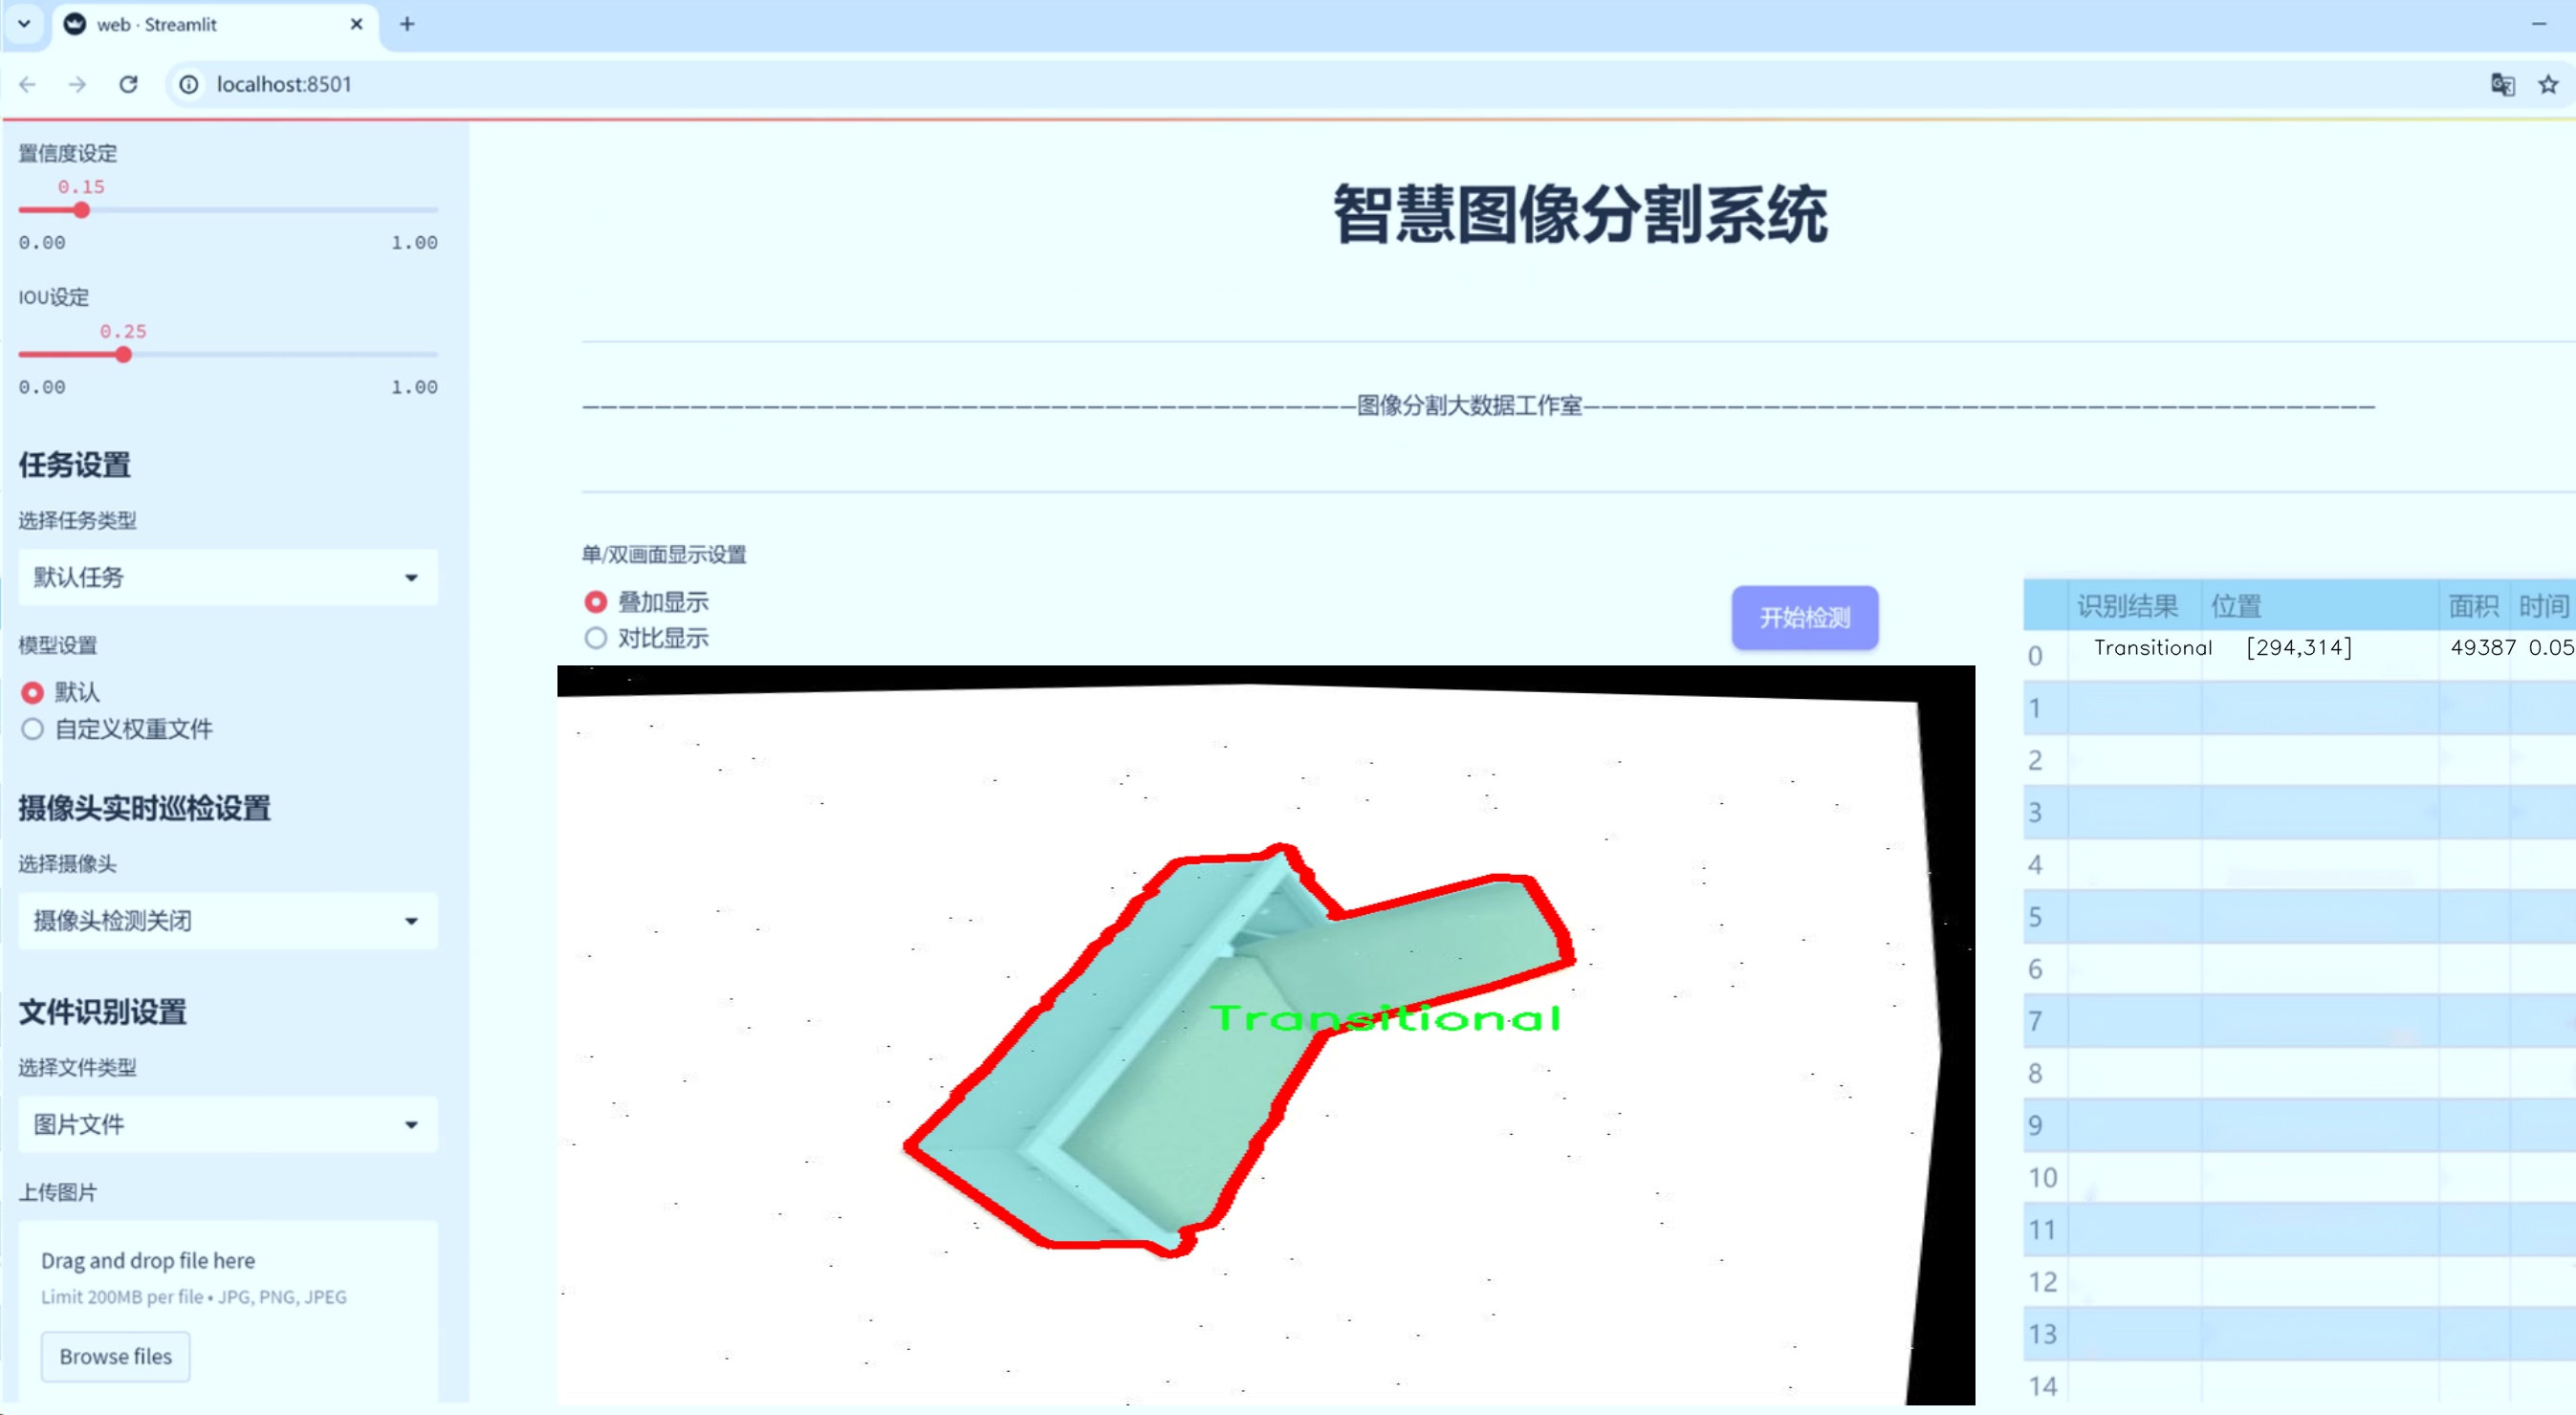 web · Streamlit
localhost:8501
置信度设定
0.15
0.00 1.00
IOU设定
0.25
0.00 1.00
任务设置
选择任务类型
默认任务
模型设置
默认
自定义权重文件
摄像头实时巡检设置
选择摄像头
摄像头检测关闭
文件识别设置
选择文件类型
图片文件
上传图片
Drag and drop file here
Limit 200MB per file • JPG, PNG, JPEG
Browse files
智慧图像分割系统
图像分割大数据工作室
单/双画面显示设置
叠加显示
对比显示
开始检测
Transitional
识别结果 位置 面积 时间
0 Transitional [294,314] 49387 0.05
1
2
3
4
5
6
7
8
9
10
11
12
13
14